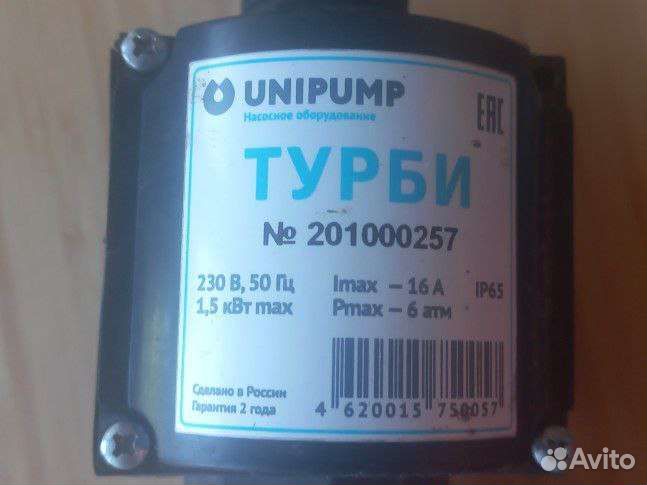 UNIPUMP
Насосное оборудование
EAC
ТУРБИ
№ 201000257
230 В, 50 Гц
1,5 кВт max
Imax – 16 А
Pmax – 6 атм
IP65
Сделано в России
Гарантия 2 года
4 620015 750057
Avito